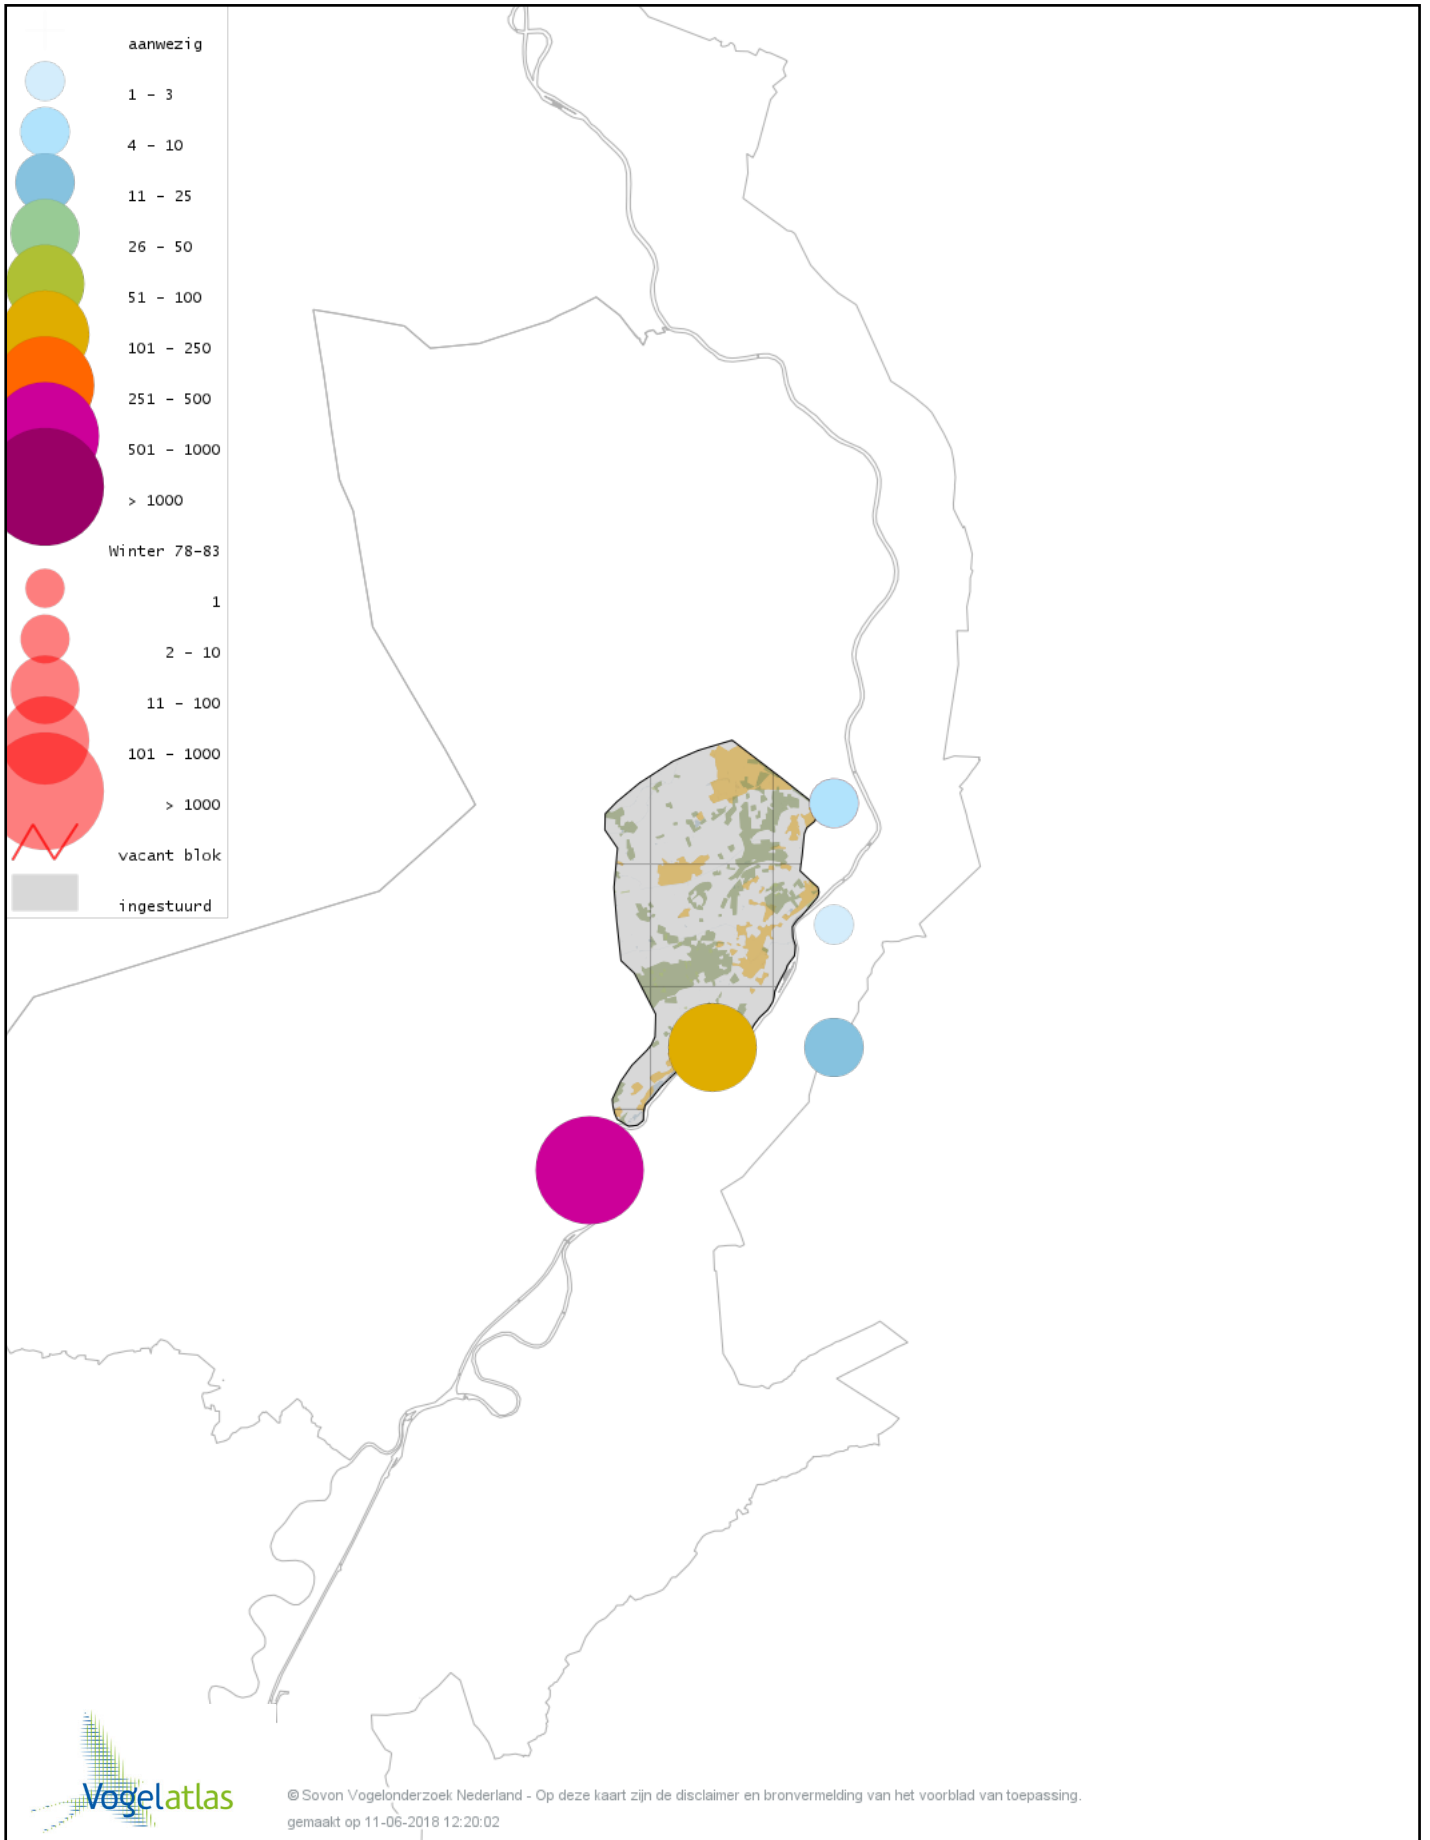 aanwezig
1 - 3
4 - 10
11 - 25
26 - 50
51 - 100
101 - 250
251 - 500
501 - 1000
> 1000
Winter 78-83
1
2 - 10
11 - 100
101 - 1000
> 1000
vacant blok
ingestuurd
Vogelatlas
© Sovon Vogelonderzoek Nederland - Op deze kaart zijn de disclaimer en bronvermelding van het voorblad van toepassing.
gemaakt op 11-06-2018 12:20:02